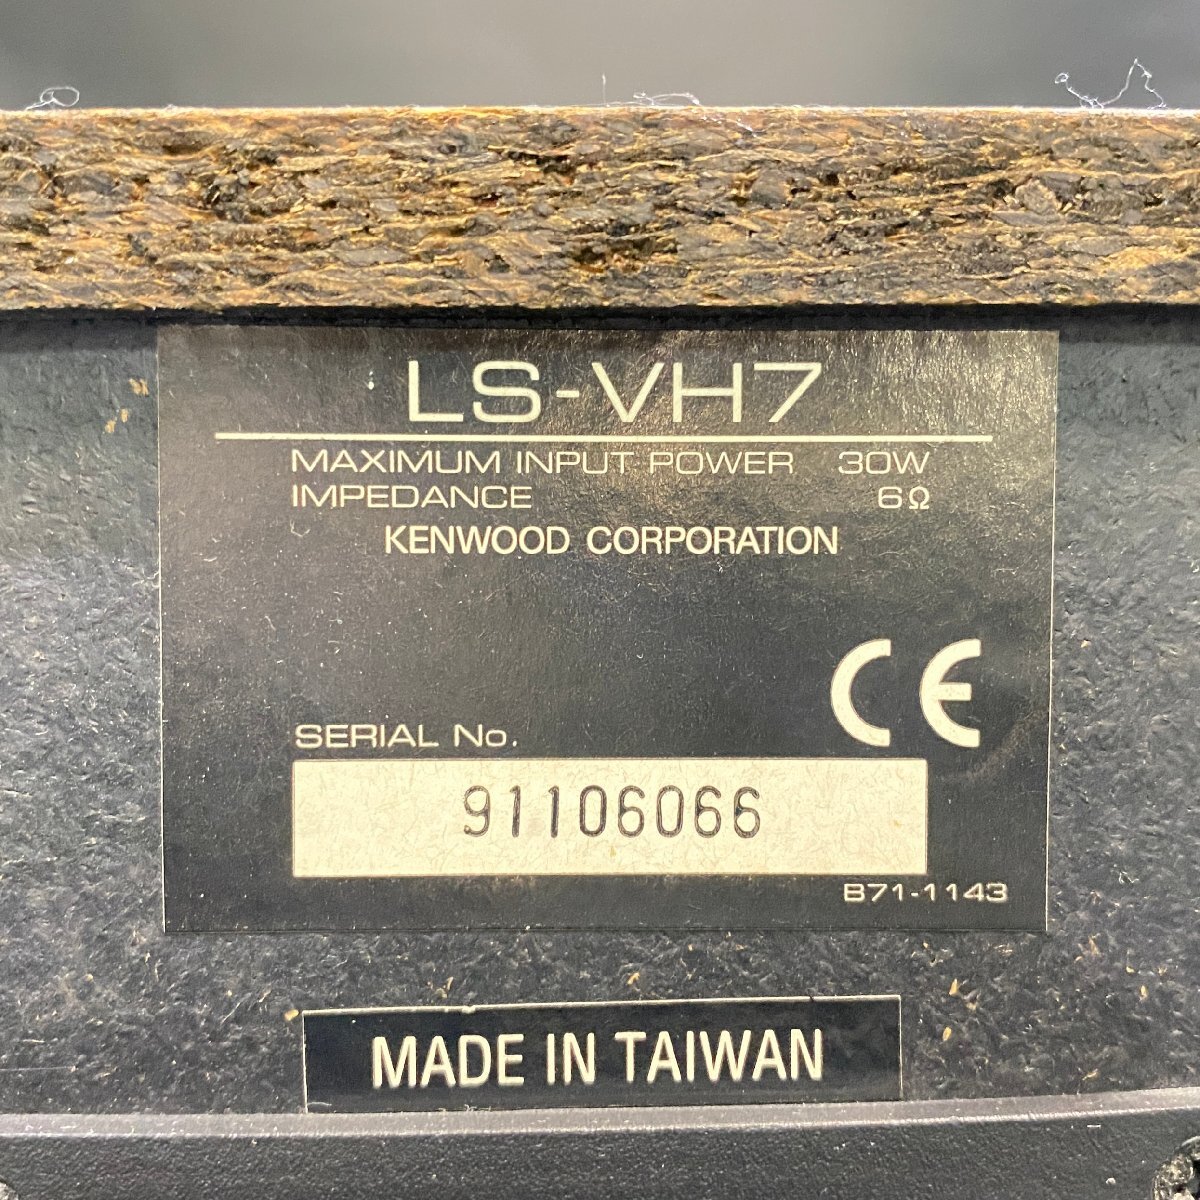 LS-VH7
MAXIMUM INPUT POWER 30W
IMPEDANCE 6Ω
KENWOOD CORPORATION
CE
SERIAL No.
91106066
B71-1143
MADE IN TAIWAN